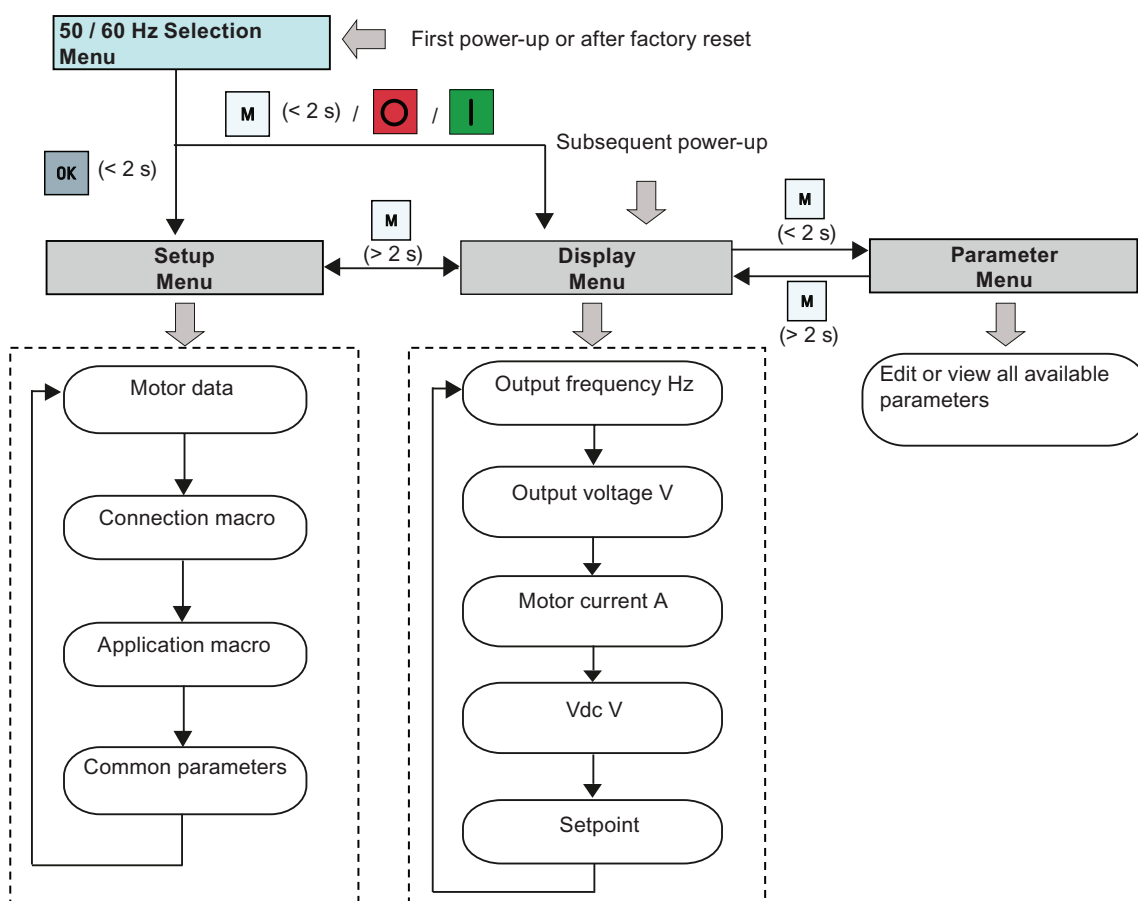 50 / 60 Hz Selection
Menu
First power-up or after factory reset
M (< 2 s) / /
Subsequent power-up
OK (< 2 s)
M
(> 2 s)
M
(< 2 s)
Setup
Menu
Display
Menu
Parameter
Menu
M
(> 2 s)
Motor data
Connection macro
Application macro
Common parameters
Output frequency Hz
Output voltage V
Motor current A
Vdc V
Setpoint
Edit or view all available
parameters